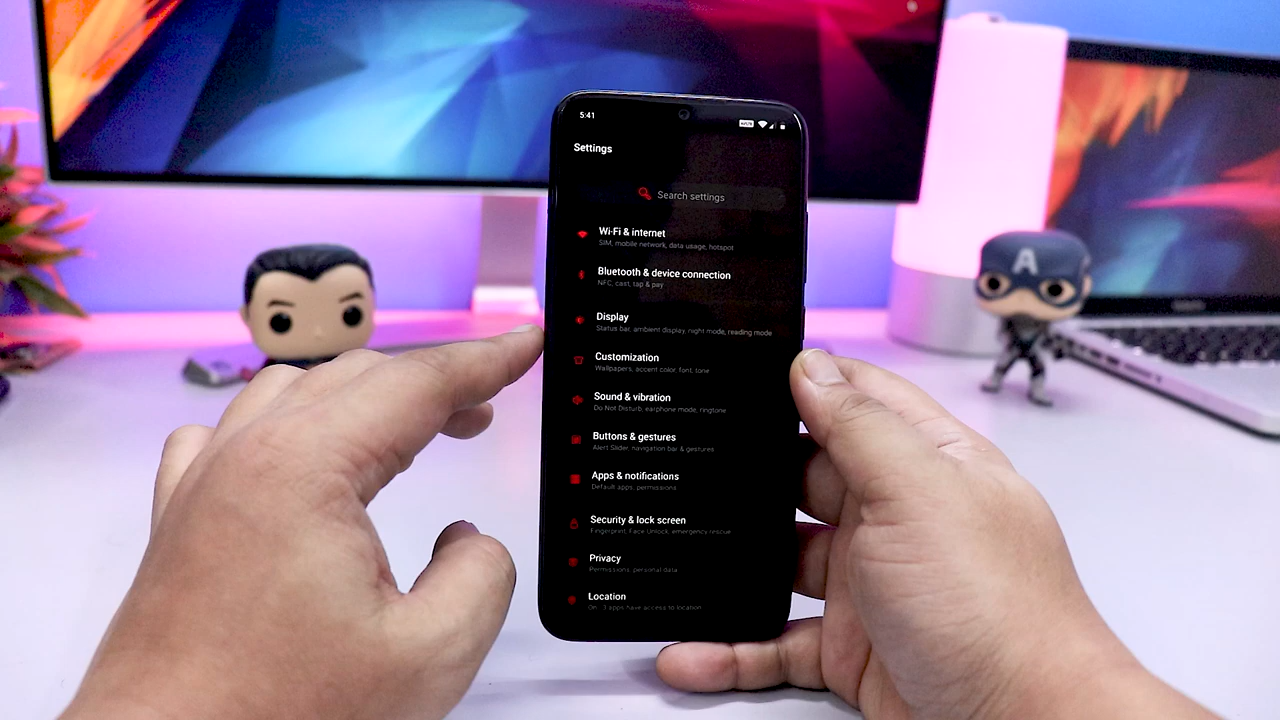 5:41
VoLTE
Settings
Search settings
Wi-Fi & internet
SIM, mobile network, data usage, hotspot
Bluetooth & device connection
NFC, cast, tap & pay
Display
Status bar, ambient display, night mode, reading mode
Customization
Wallpapers, accent color, font, tone
Sound & vibration
Do Not Disturb, earphone mode, ringtone
Buttons & gestures
Alert Slider, navigation bar & gestures
Apps & notifications
Default apps, permissions
Security & lock screen
Fingerprint, Face Unlock, emergency rescue
Privacy
Permissions, personal data
Location
On · 3 apps have access to location
A